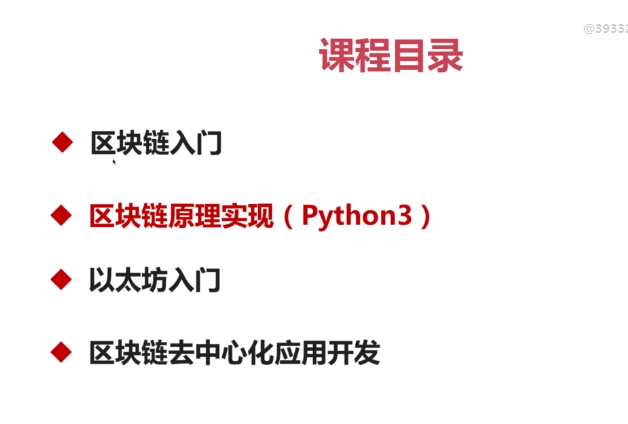 @39332
课程目录
区块链入门
区块链原理实现（Python3）
以太坊入门
区块链去中心化应用开发